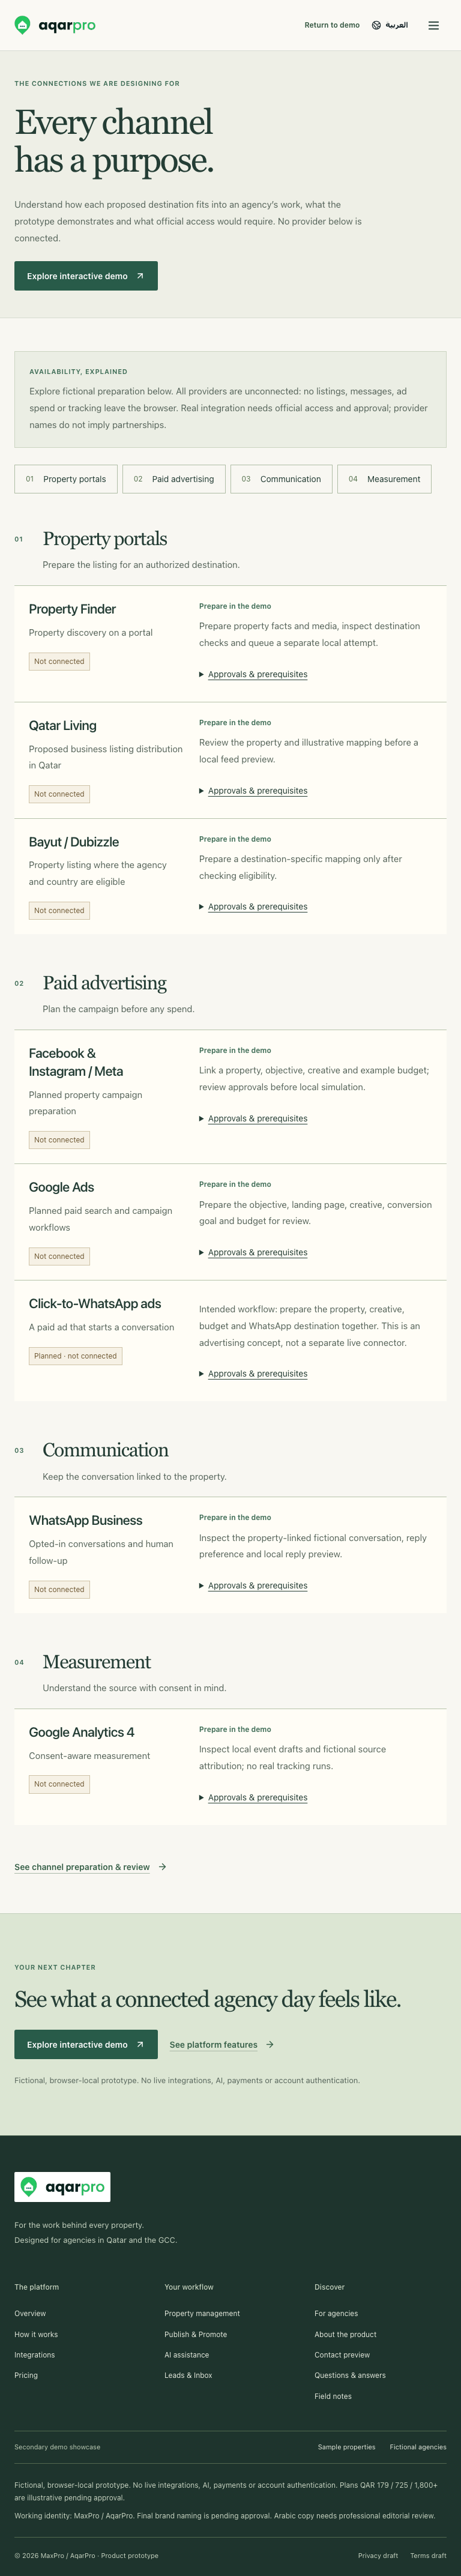 aqarpro
Return to demo
العربية
THE CONNECTIONS WE ARE DESIGNING FOR
Every channel
has a purpose.
Understand how each proposed destination fits into an agency's work, what the
prototype demonstrates and what official access would require. No provider below is
connected.
Explore interactive demo
AVAILABILITY, EXPLAINED
Explore fictional preparation below. All providers are unconnected: no listings, messages, ad
spend or tracking leave the browser. Real integration needs official access and approval; provider
names do not imply partnerships.
01 Property portals
02 Paid advertising
03 Communication
04 Measurement
01 Property portals
Prepare the listing for an authorized destination.
Property Finder
Property discovery on a portal
Not connected
Prepare in the demo
Prepare property facts and media, inspect destination
checks and queue a separate local attempt.
Approvals & prerequisites
Qatar Living
Proposed business listing distribution
in Qatar
Not connected
Prepare in the demo
Review the property and illustrative mapping before a
local feed preview.
Approvals & prerequisites
Bayut / Dubizzle
Property listing where the agency
and country are eligible
Not connected
Prepare in the demo
Prepare a destination-specific mapping only after
checking eligibility.
Approvals & prerequisites
02 Paid advertising
Plan the campaign before any spend.
Facebook &
Instagram / Meta
Planned property campaign
preparation
Not connected
Prepare in the demo
Link a property, objective, creative and example budget;
review approvals before local simulation.
Approvals & prerequisites
Google Ads
Planned paid search and campaign
workflows
Not connected
Prepare in the demo
Prepare the objective, landing page, creative, conversion
goal and budget for review.
Approvals & prerequisites
Click-to-WhatsApp ads
A paid ad that starts a conversation
Planned · not connected
Intended workflow: prepare the property, creative,
budget and WhatsApp destination together. This is an
advertising concept, not a separate live connector.
Approvals & prerequisites
03 Communication
Keep the conversation linked to the property.
WhatsApp Business
Opted-in conversations and human
follow-up
Not connected
Prepare in the demo
Inspect the property-linked fictional conversation, reply
preference and local reply preview.
Approvals & prerequisites
04 Measurement
Understand the source with consent in mind.
Google Analytics 4
Consent-aware measurement
Not connected
Prepare in the demo
Inspect local event drafts and fictional source
attribution; no real tracking runs.
Approvals & prerequisites
See channel preparation & review
YOUR NEXT CHAPTER
See what a connected agency day feels like.
Explore interactive demo
See platform features
Fictional, browser-local prototype. No live integrations, AI, payments or account authentication.
aqarpro
For the work behind every property.
Designed for agencies in Qatar and the GCC.
The platform
Overview
How it works
Integrations
Pricing
Your workflow
Property management
Publish & Promote
AI assistance
Leads & Inbox
Discover
For agencies
About the product
Contact preview
Questions & answers
Field notes
Secondary demo showcase
Sample properties
Fictional agencies
Fictional, browser-local prototype. No live integrations, AI, payments or account authentication. Plans QAR 179 / 725 / 1,800+
are illustrative pending approval.
Working identity: MaxPro / AqarPro. Final brand naming is pending approval. Arabic copy needs professional editorial review.
© 2026 MaxPro / AqarPro · Product prototype
Privacy draft
Terms draft